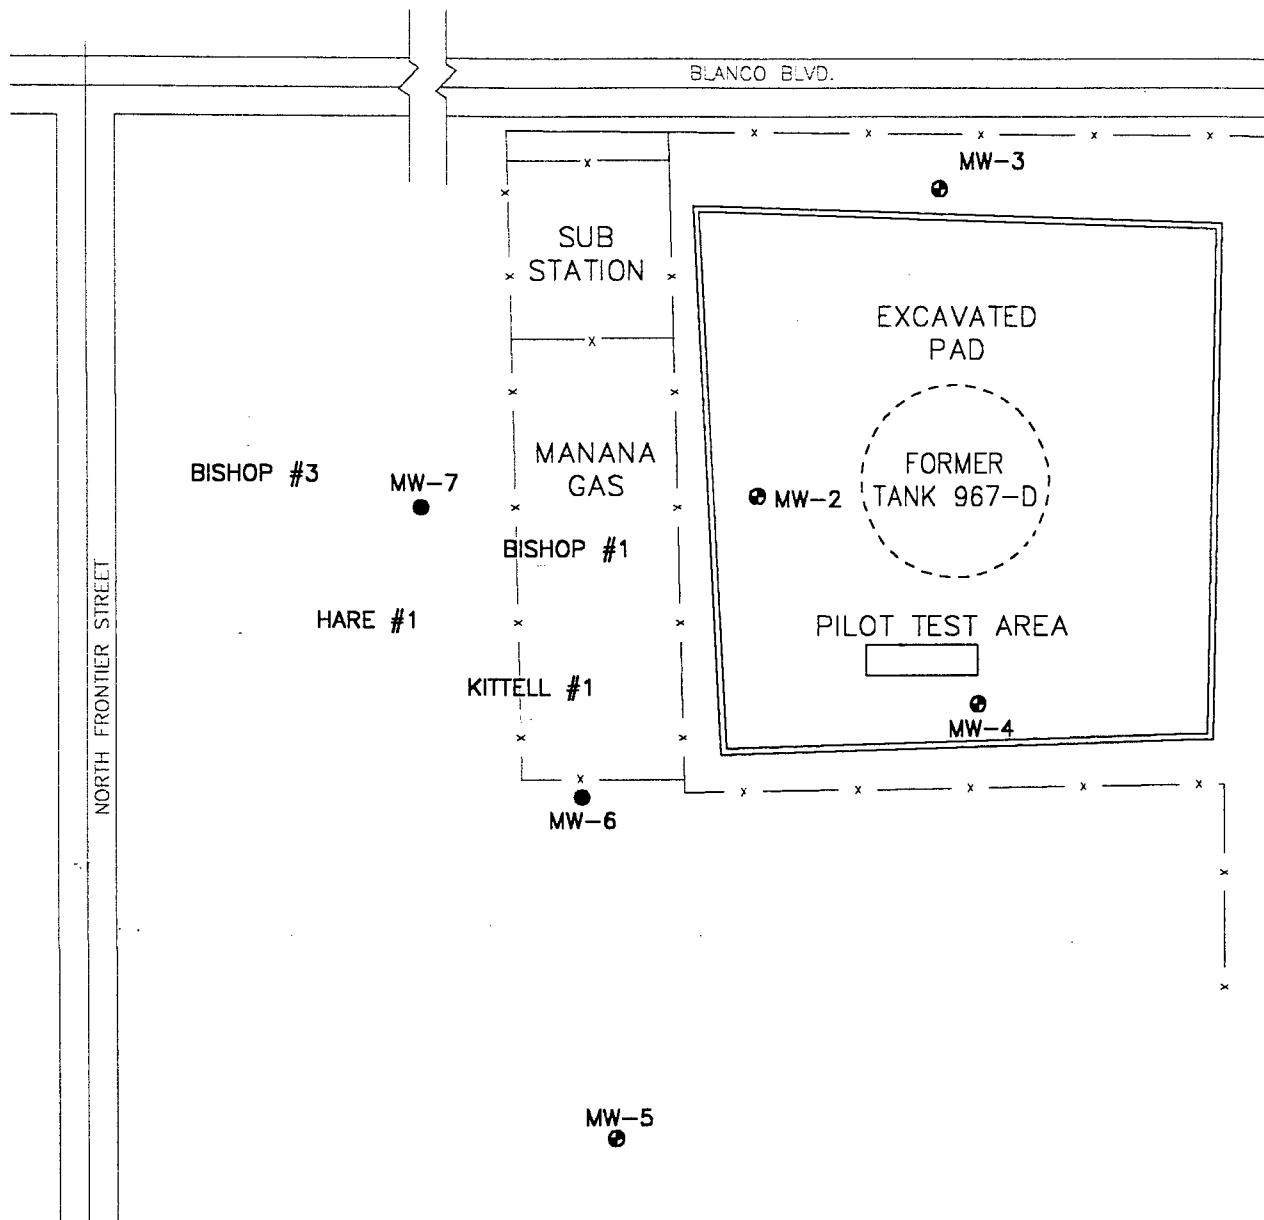 BLANCO BLVD.
MW-3
SUB
STATION
EXCAVATED
PAD
MANANA
GAS
FORMER
TANK 967-D
BISHOP #3
MW-7
MW-2
BISHOP #1
HARE #1
PILOT TEST AREA
KITTELL #1
MW-4
NORTH FRONTIER STREET
MW-6
MW-5